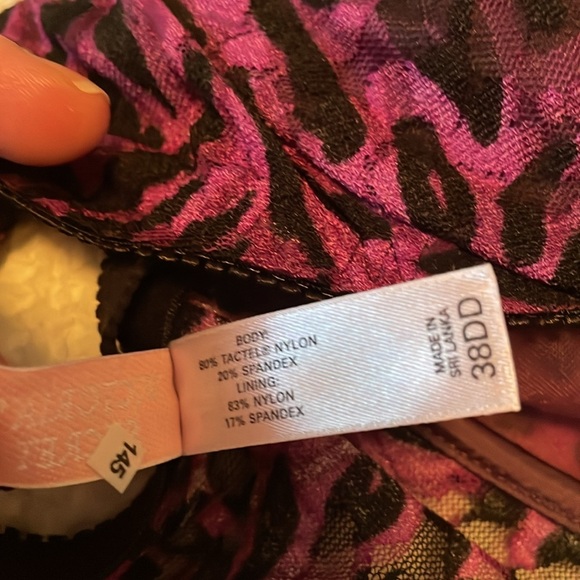 BODY:
80% TACTEL® NYLON
20% SPANDEX
LINING:
83% NYLON
17% SPANDEX
MADE IN
SRI LANKA
38DD
145